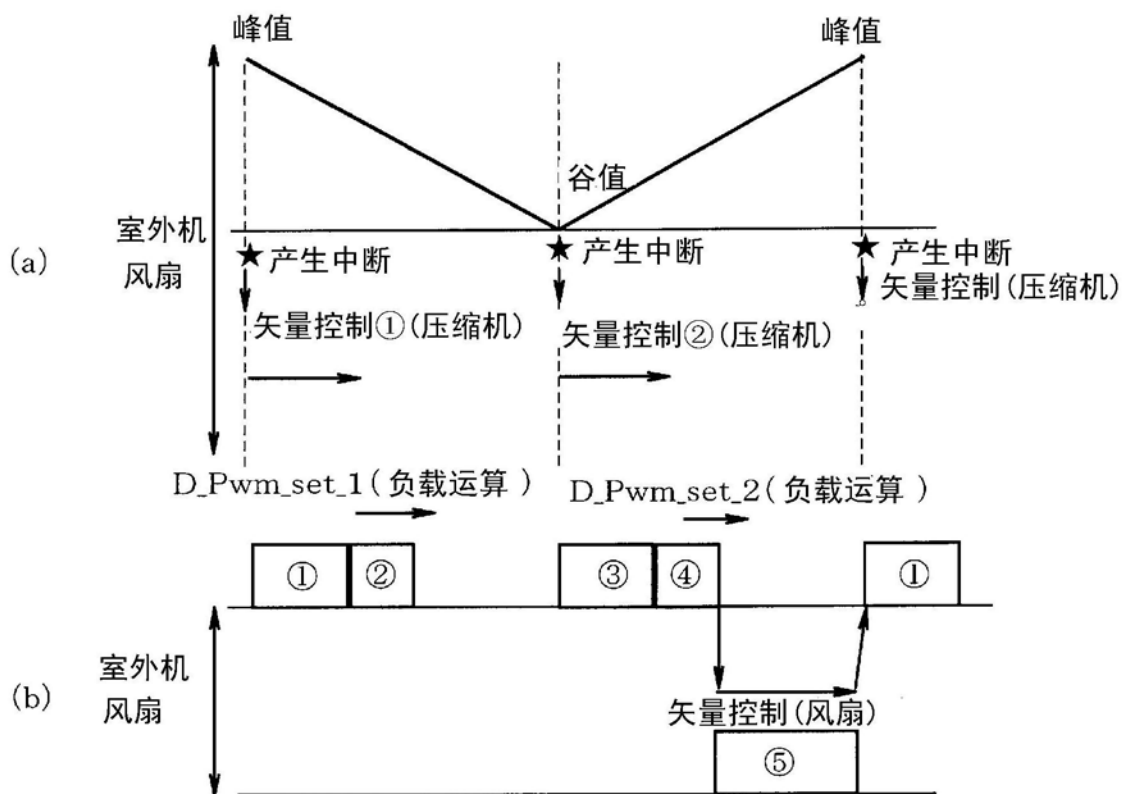 峰值
峰值
谷值
室外机
风扇
(a)
★产生中断
★产生中断
★产生中断
矢量控制(压缩机)
矢量控制①(压缩机)
矢量控制②(压缩机)
D_Pwm_set_1(负载运算)
D_Pwm_set_2(负载运算)
①
②
③
④
①
室外机
风扇
(b)
矢量控制(风扇)
⑤